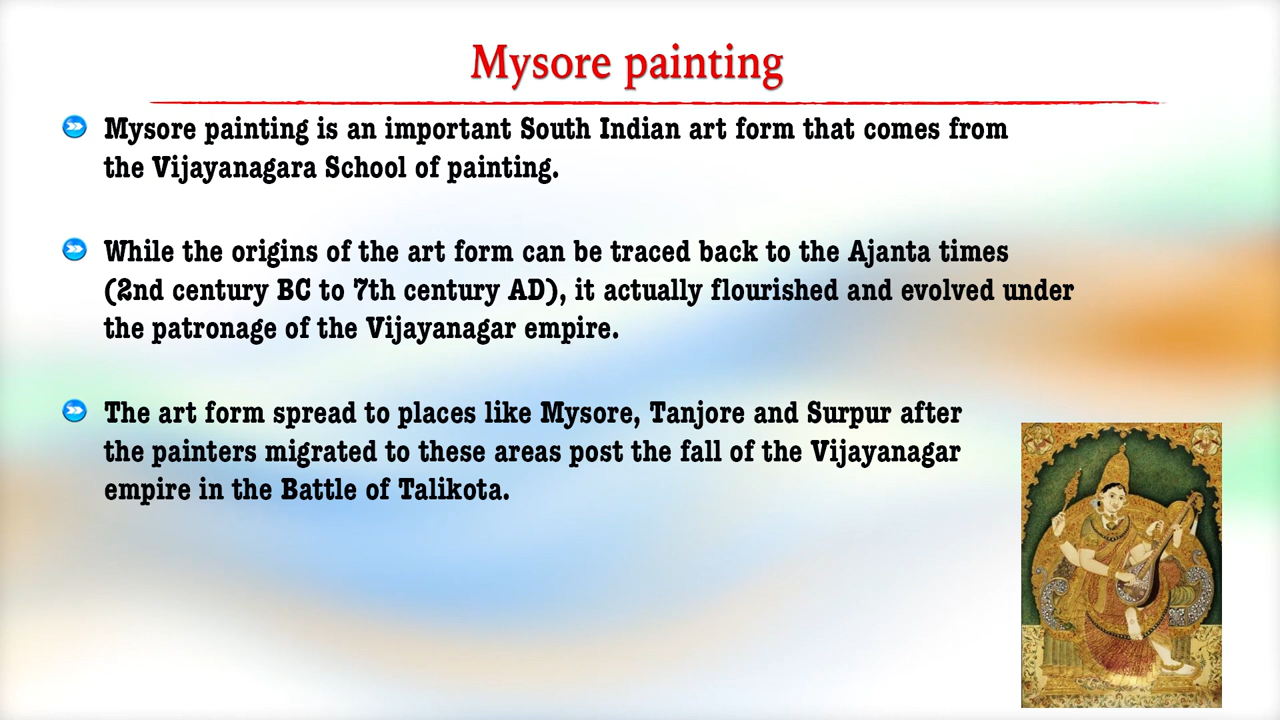 Mysore painting
Mysore painting is an important South Indian art form that comes from
the Vijayanagara School of painting.
While the origins of the art form can be traced back to the Ajanta times
(2nd century BC to 7th century AD), it actually flourished and evolved under
the patronage of the Vijayanagar empire.
The art form spread to places like Mysore, Tanjore and Surpur after
the painters migrated to these areas post the fall of the Vijayanagar
empire in the Battle of Talikota.